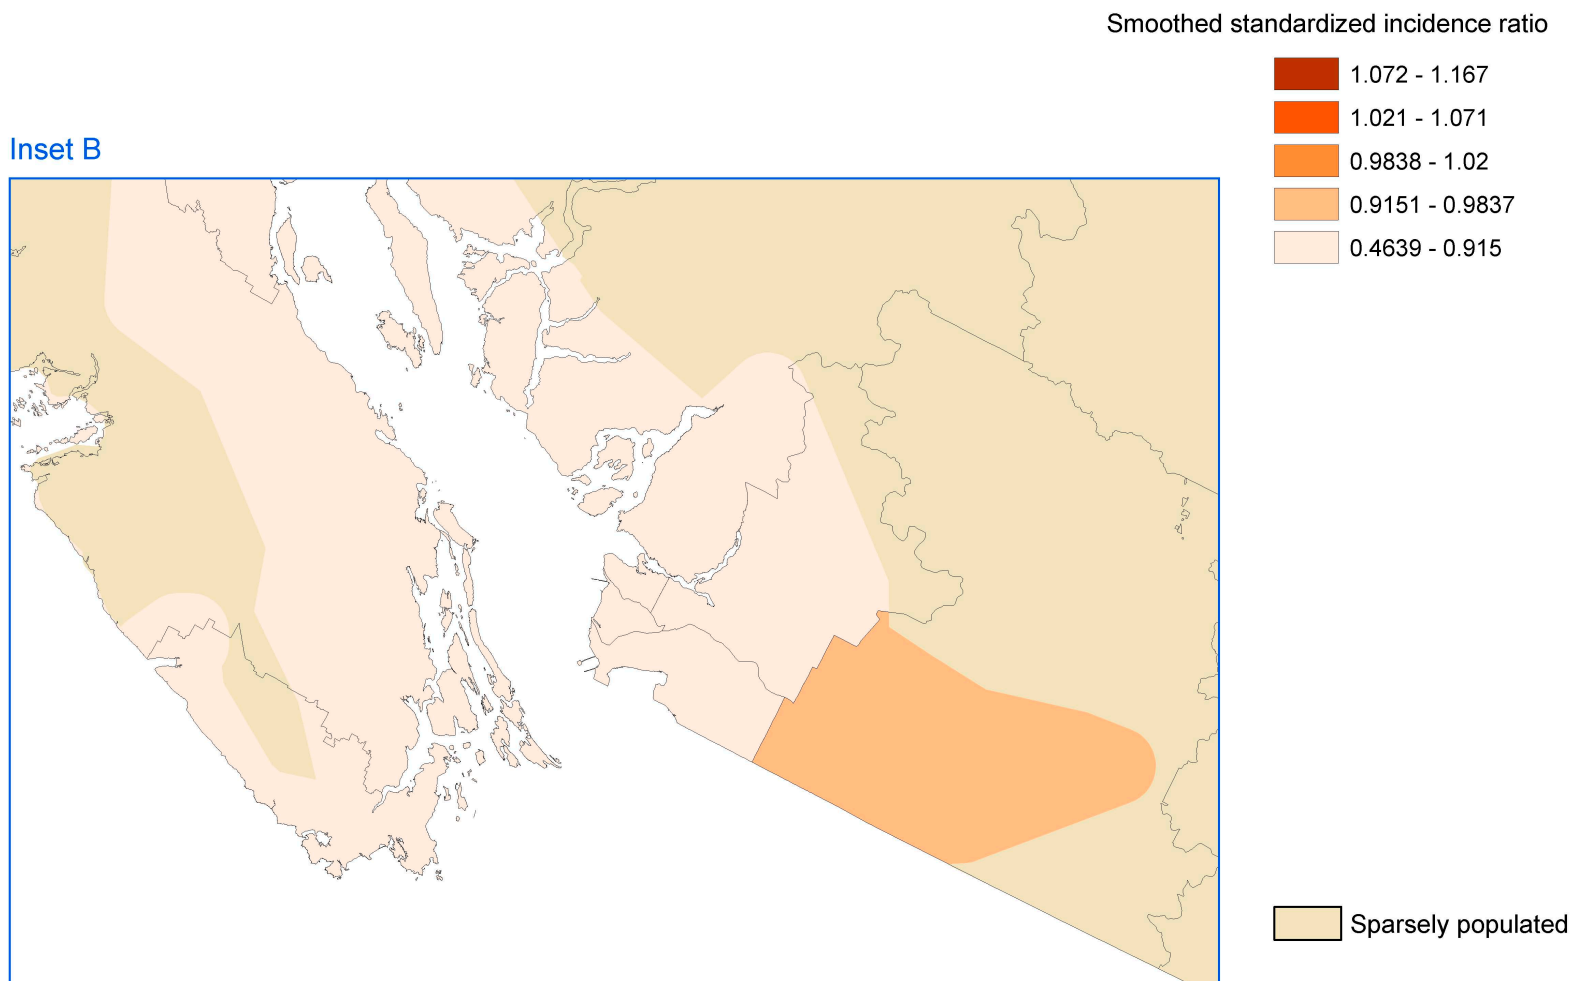 Smoothed standardized incidence ratio
1.072 - 1.167
1.021 - 1.071
0.9838 - 1.02
0.9151 - 0.9837
0.4639 - 0.915
Inset B
Sparsely populated